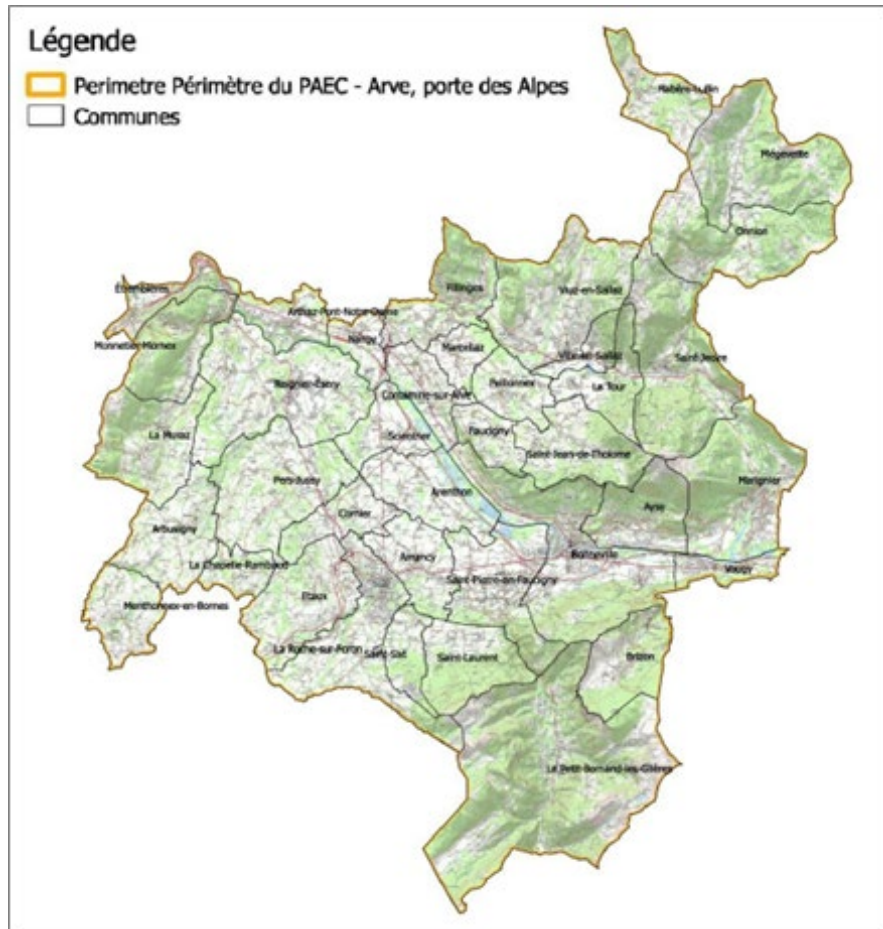 Légende
Perimetre Périmètre du PAEC - Arve, porte des Alpes
Communes
Habère-Lullin
Mégevette
Onnion
Fillinges
Viuz-en-Sallaz
Étrembières
Arthaz-Pont-Notre-Dame
Nangy
Monnetier-Mornex
Marcellaz
Ville-en-Sallaz
Saint-Jeoire
Reignier-Ésery
Peillonnex
La Tour
Contamine-sur-Arve
La Muraz
Scientrier
Faucigny
Saint-Jean-de-Tholome
Pers-Jussy
Arenthon
Marignier
Cornier
Ayse
Arbusigny
Bonneville
La Chapelle-Rambaud
Amancy
Vougy
Saint-Pierre-en-Faucigny
Menthonnex-en-Bornes
Etaux
La Roche-sur-Foron
Saint-Sixt
Saint-Laurent
Brizon
Le Petit-Bornand-les-Glières